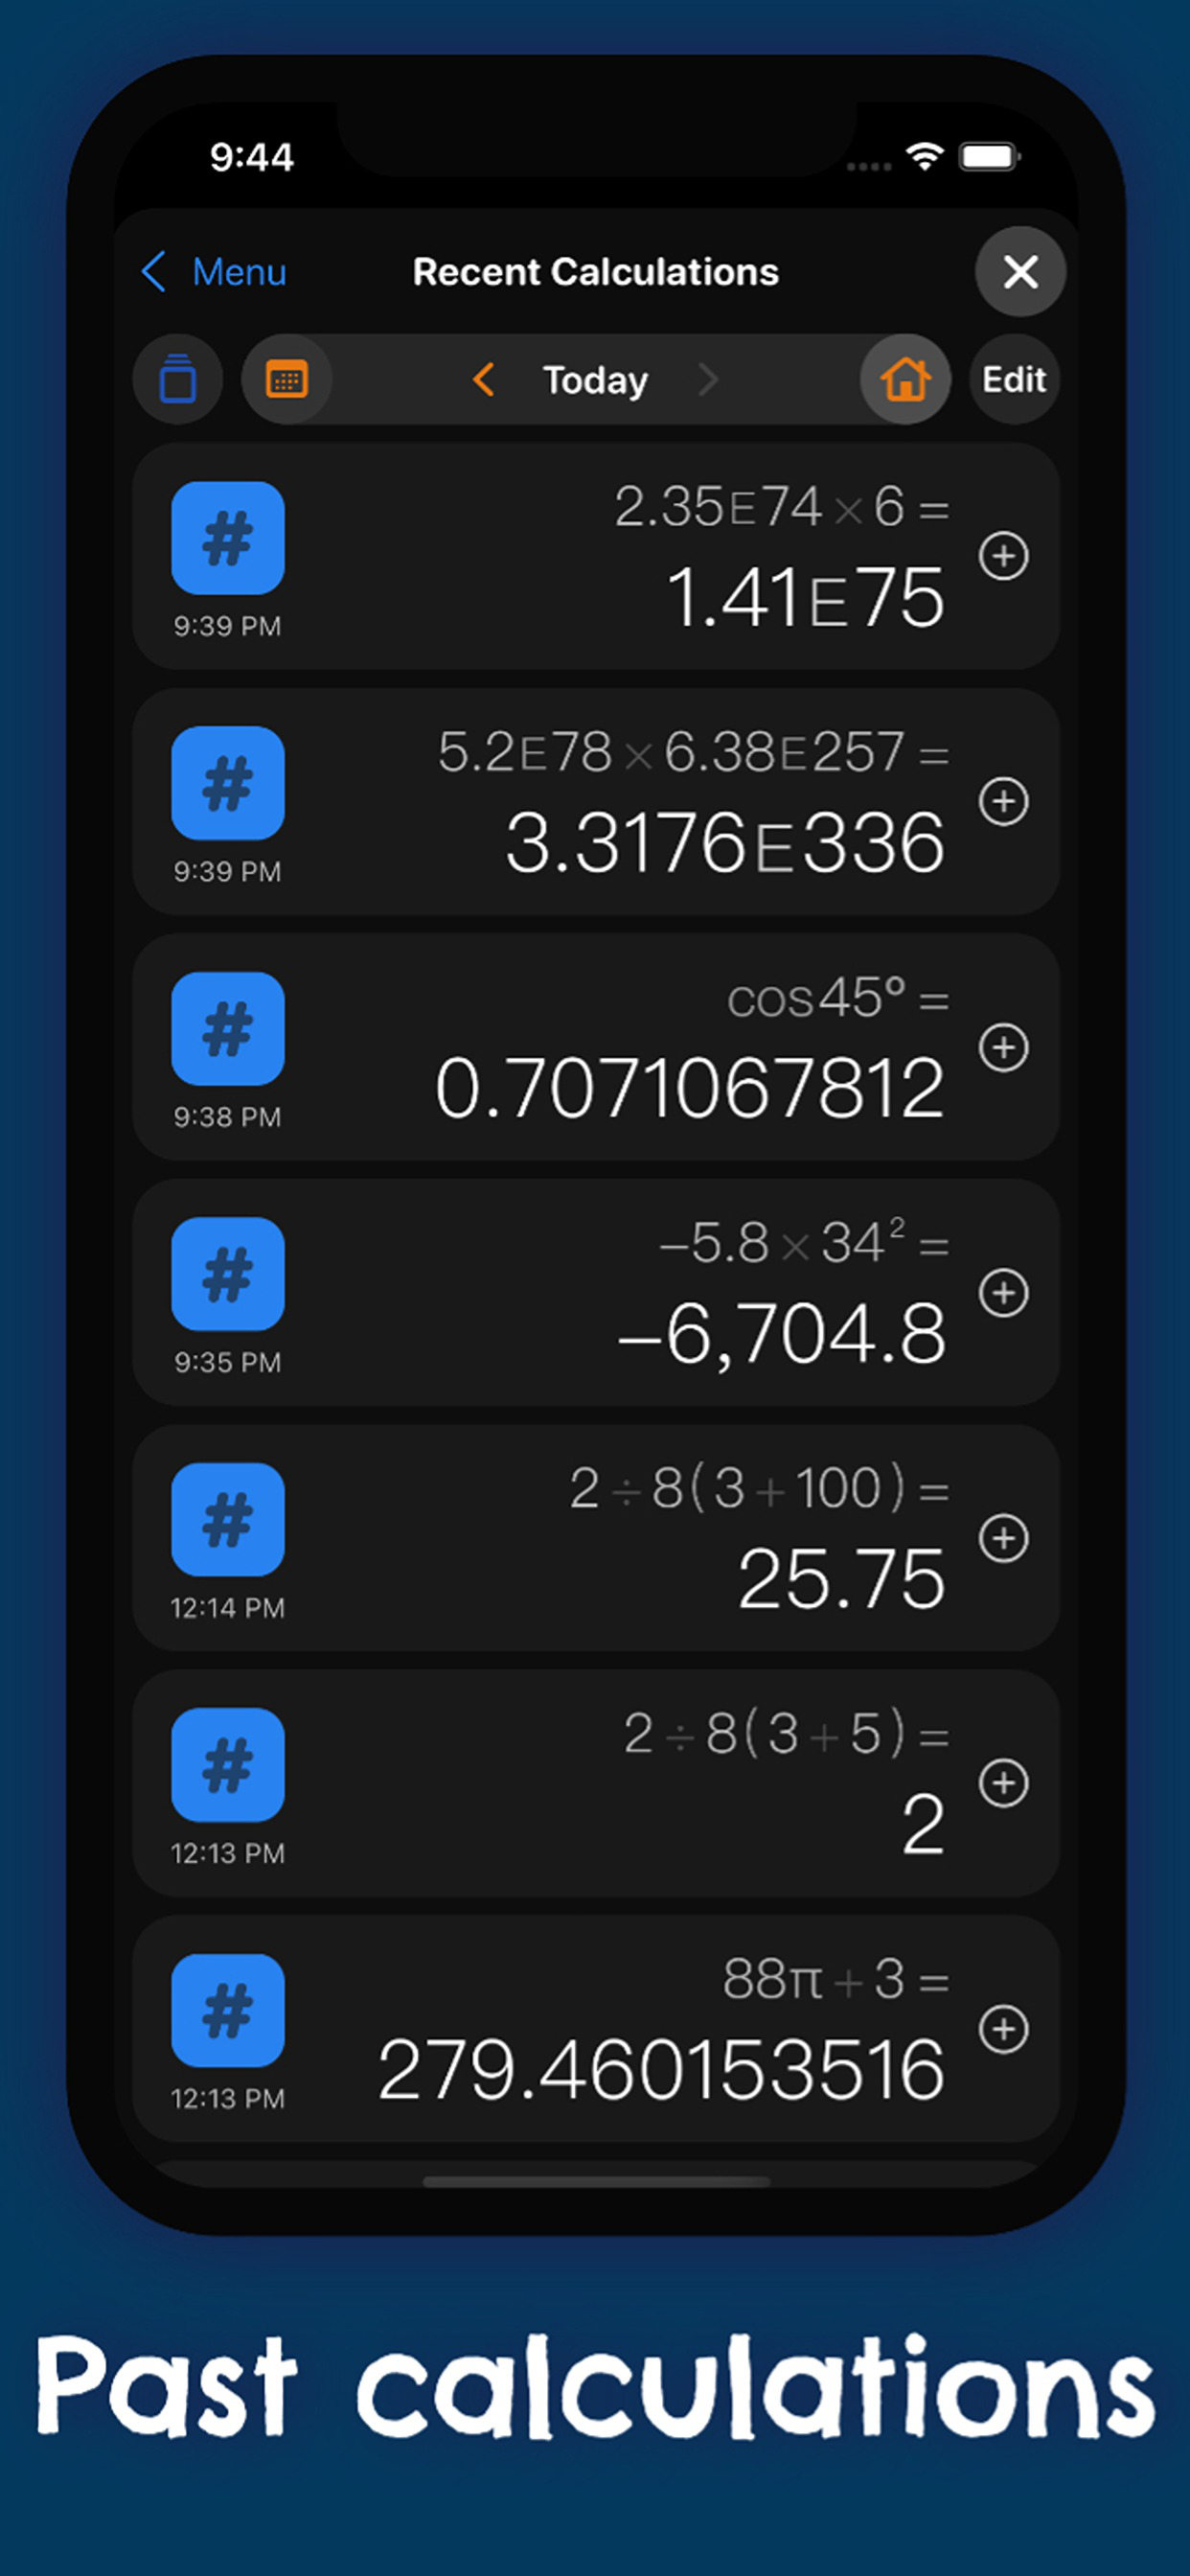 9:44
Menu
Recent Calculations
Today
Edit
2.35E74×6=
1.41E75
9:39 PM
5.2E78×6.38E257=
3.3176E336
9:39 PM
cos45°=
0.7071067812
9:38 PM
–5.8×34²=
–6,704.8
9:35 PM
2÷8(3+100)=
25.75
12:14 PM
2÷8(3+5)=
2
12:13 PM
88π+3=
279.460153516
12:13 PM
Past calculations